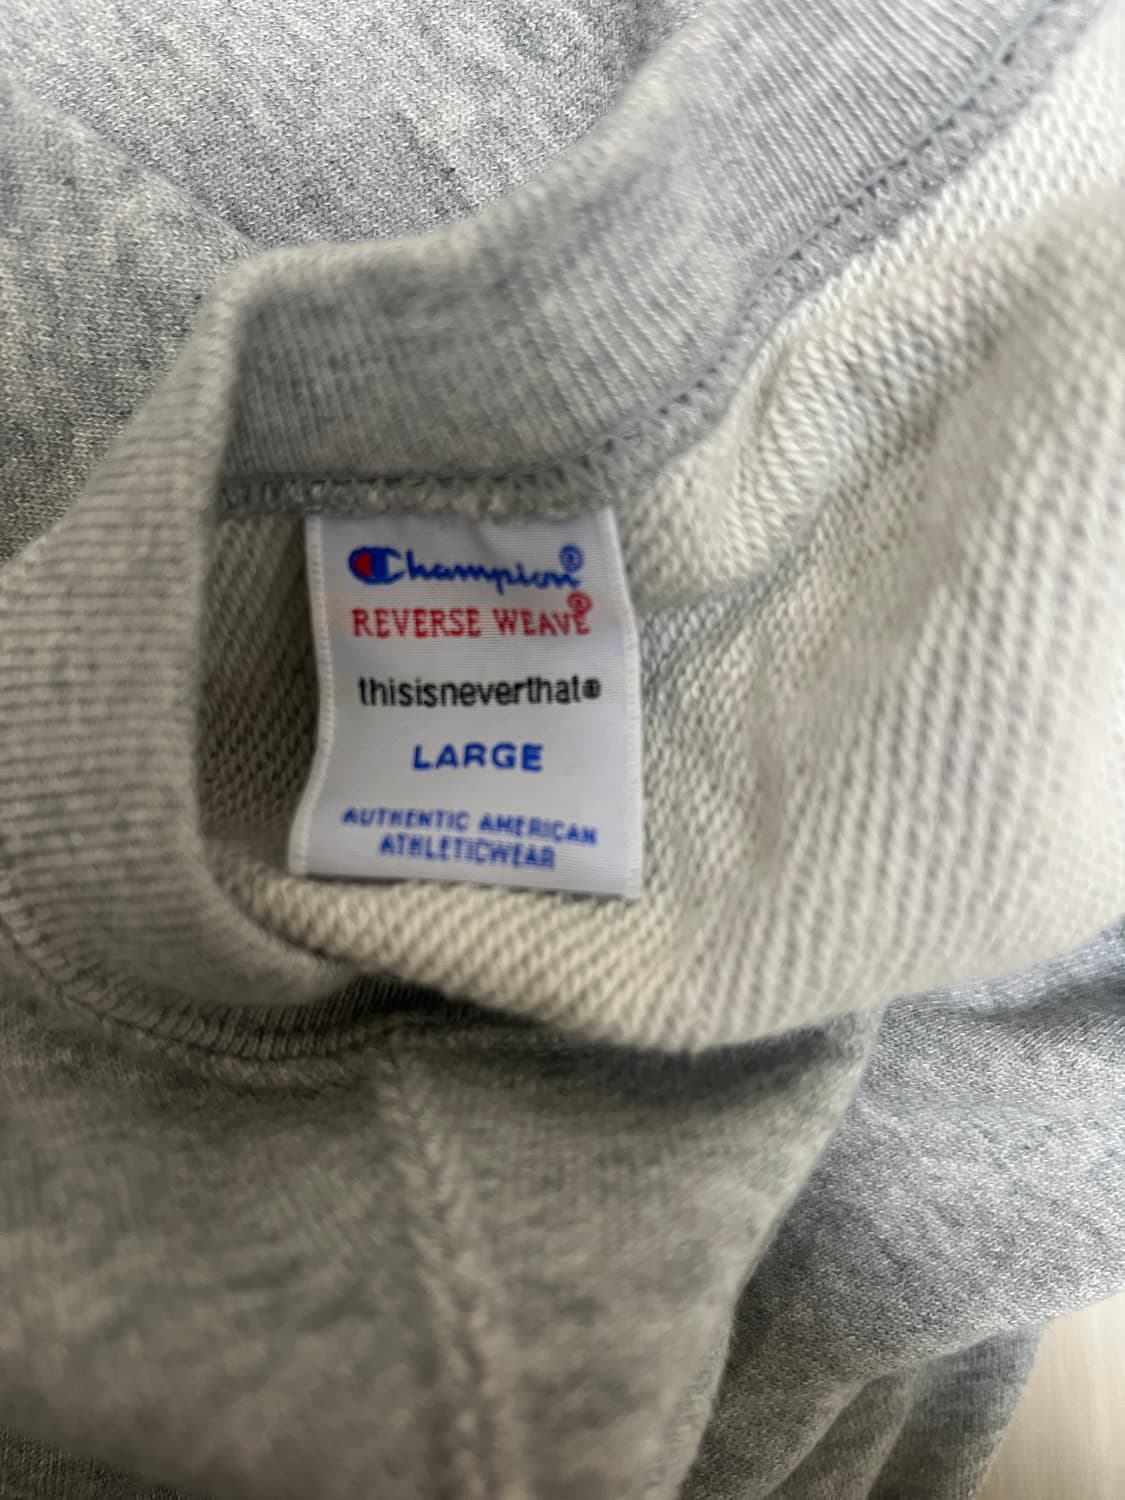 Champion®
REVERSE WEAVE®
thisisneverthat®
LARGE
AUTHENTIC AMERICAN
ATHLETICWEAR